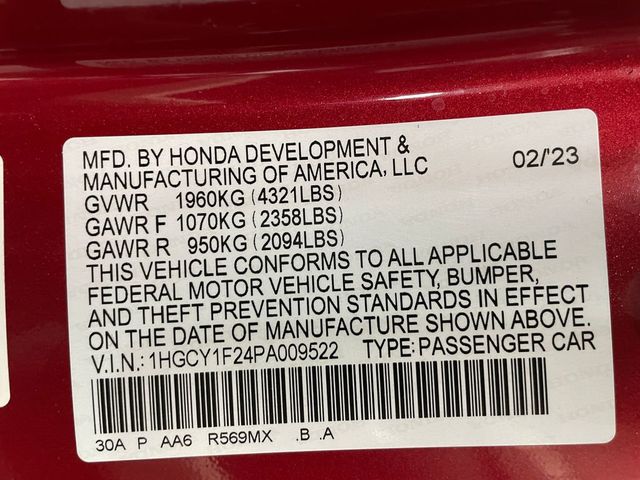 MFD. BY HONDA DEVELOPMENT &
MANUFACTURING OF AMERICA, LLC 02/'23
GVWR 1960KG (4321LBS)
GAWR F 1070KG (2358LBS)
GAWR R 950KG (2094LBS)
THIS VEHICLE CONFORMS TO ALL APPLICABLE
FEDERAL MOTOR VEHICLE SAFETY, BUMPER,
AND THEFT PREVENTION STANDARDS IN EFFECT
ON THE DATE OF MANUFACTURE SHOWN ABOVE.
V.I.N.: 1HGCY1F24PA009522 TYPE: PASSENGER CAR
30A P AA6 R569MX .B .A